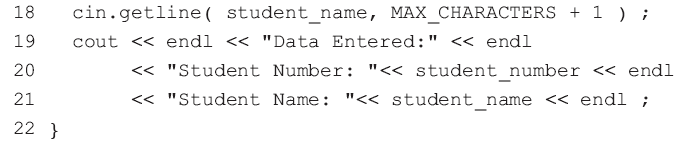 18 cin.getline( student_name, MAX_CHARACTERS + 1 ) ;
19 cout << endl << "Data Entered:" << endl
20 << "Student Number: "<< student_number << endl
21 << "Student Name: "<< student_name << endl ;
22 }